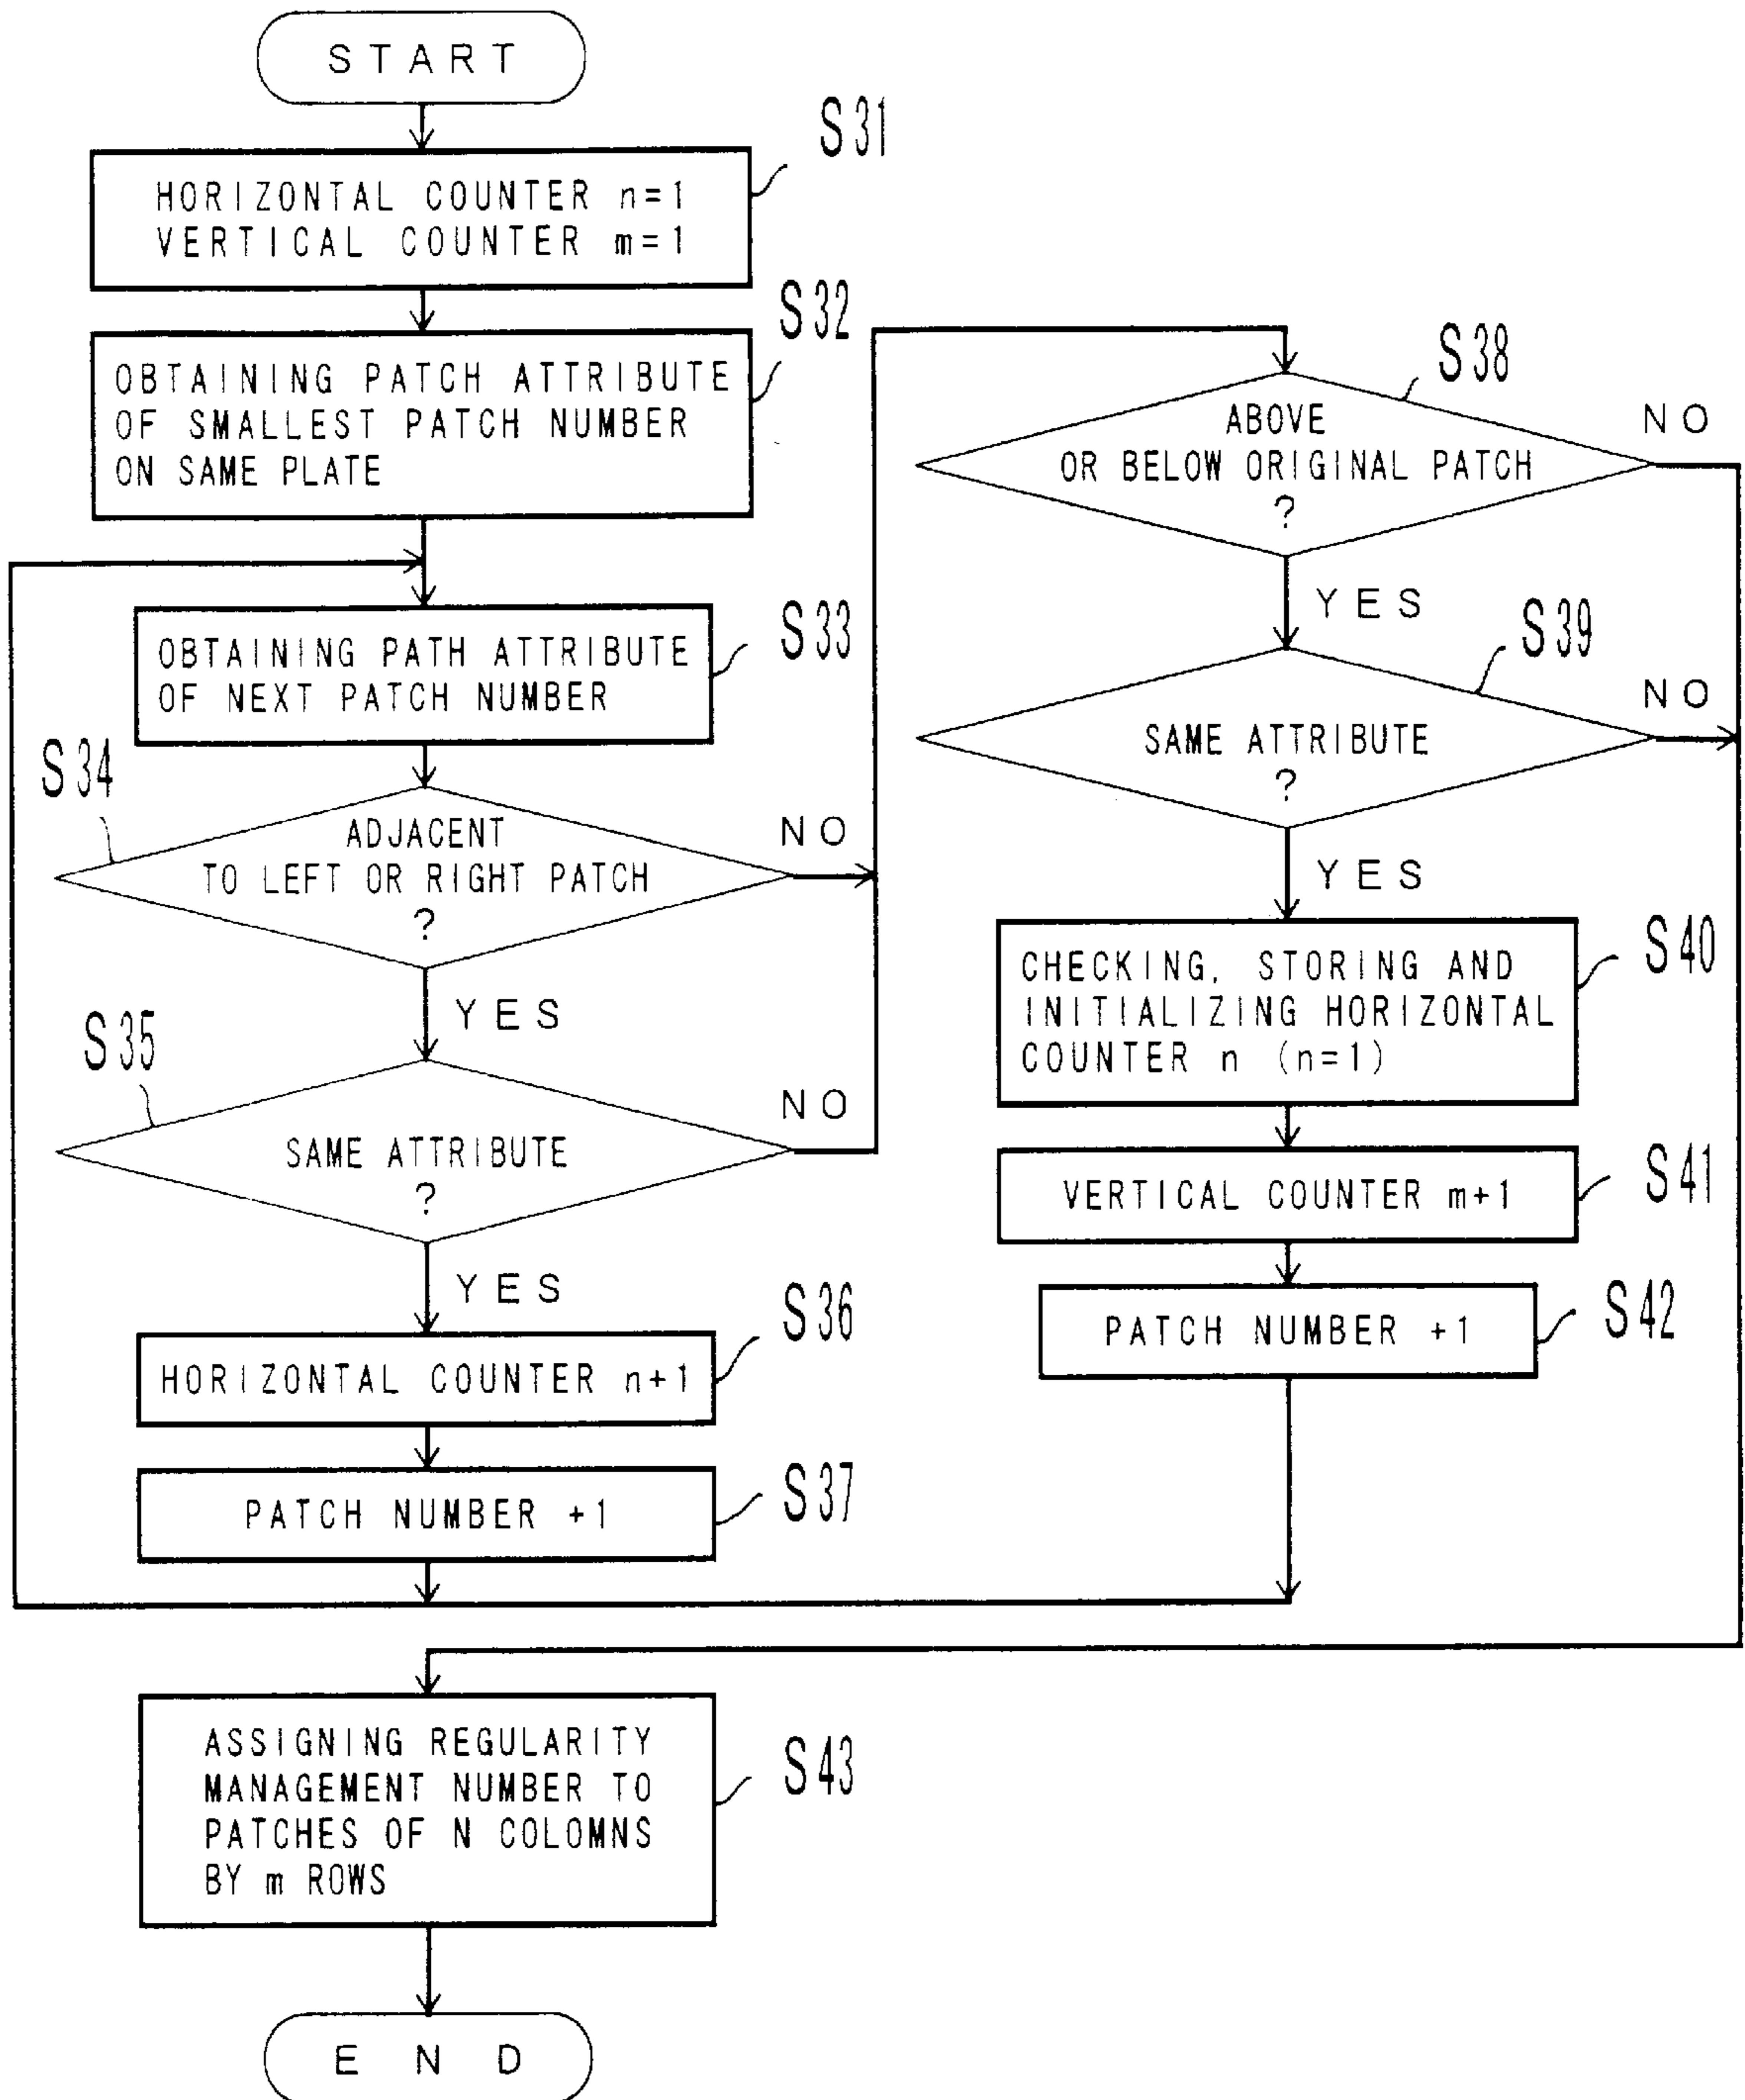 START
S31
HORIZONTAL COUNTER n=1
VERTICAL COUNTER m=1
S32
OBTAINING PATCH ATTRIBUTE
OF SMALLEST PATCH NUMBER
ON SAME PLATE
S33
OBTAINING PATH ATTRIBUTE
OF NEXT PATCH NUMBER
S34
ADJACENT
TO LEFT OR RIGHT PATCH
?
NO
YES
S35
SAME ATTRIBUTE
?
NO
YES
S36
HORIZONTAL COUNTER n+1
S37
PATCH NUMBER +1
S38
ABOVE
OR BELOW ORIGINAL PATCH
?
NO
YES
S39
SAME ATTRIBUTE
?
NO
YES
S40
CHECKING, STORING AND
INITIALIZING HORIZONTAL
COUNTER n (n=1)
S41
VERTICAL COUNTER m+1
S42
PATCH NUMBER +1
S43
ASSIGNING REGULARITY
MANAGEMENT NUMBER TO
PATCHES OF N COLOMNS
BY m ROWS
END